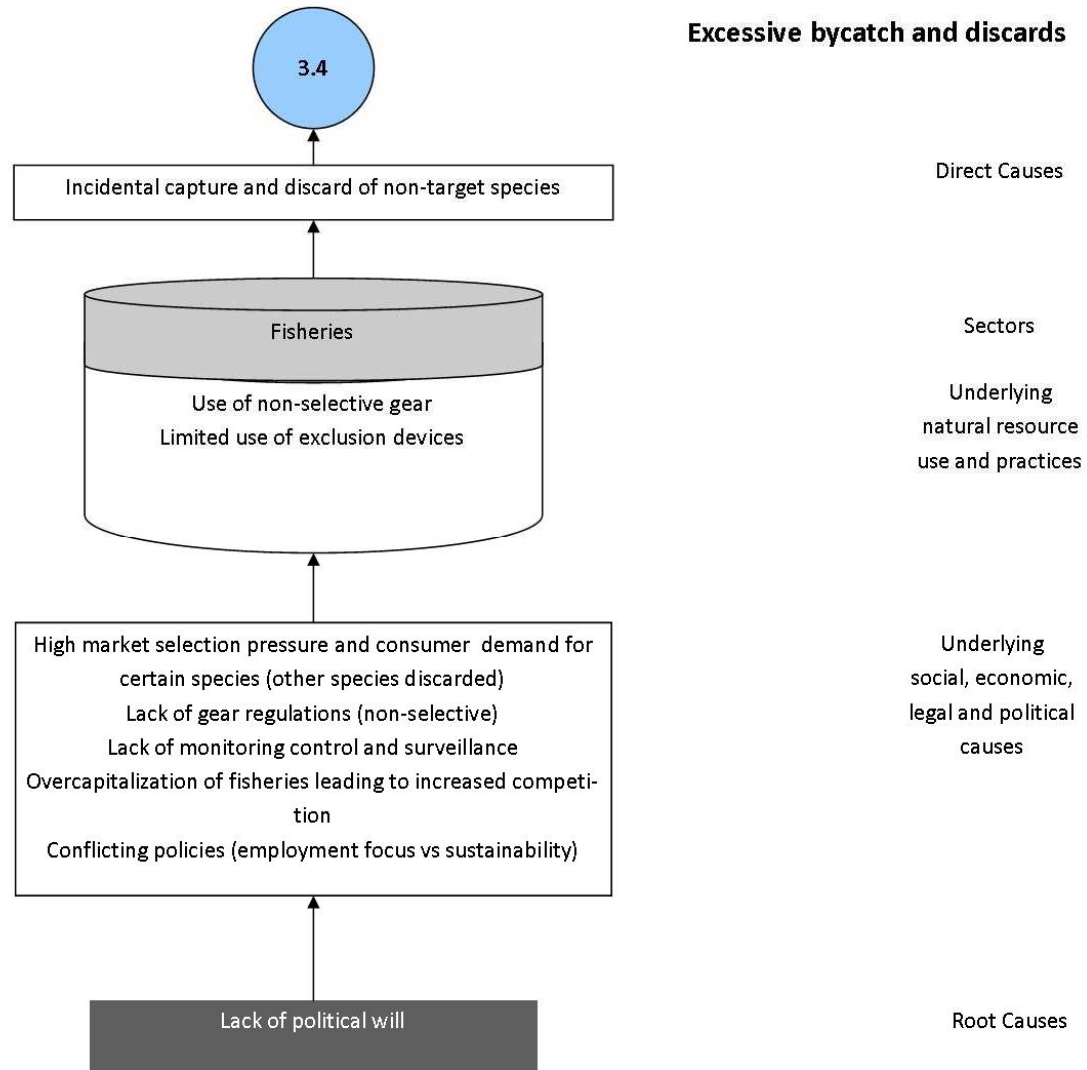 Excessive bycatch and discards
3.4
Incidental capture and discard of non-target species
Direct Causes
Fisheries
Sectors
Use of non-selective gear
Limited use of exclusion devices
Underlying
natural resource
use and practices
High market selection pressure and consumer demand for
certain species (other species discarded)
Lack of gear regulations (non-selective)
Lack of monitoring control and surveillance
Overcapitalization of fisheries leading to increased competi-
tion
Conflicting policies (employment focus vs sustainability)
Underlying
social, economic,
legal and political
causes
Lack of political will
Root Causes